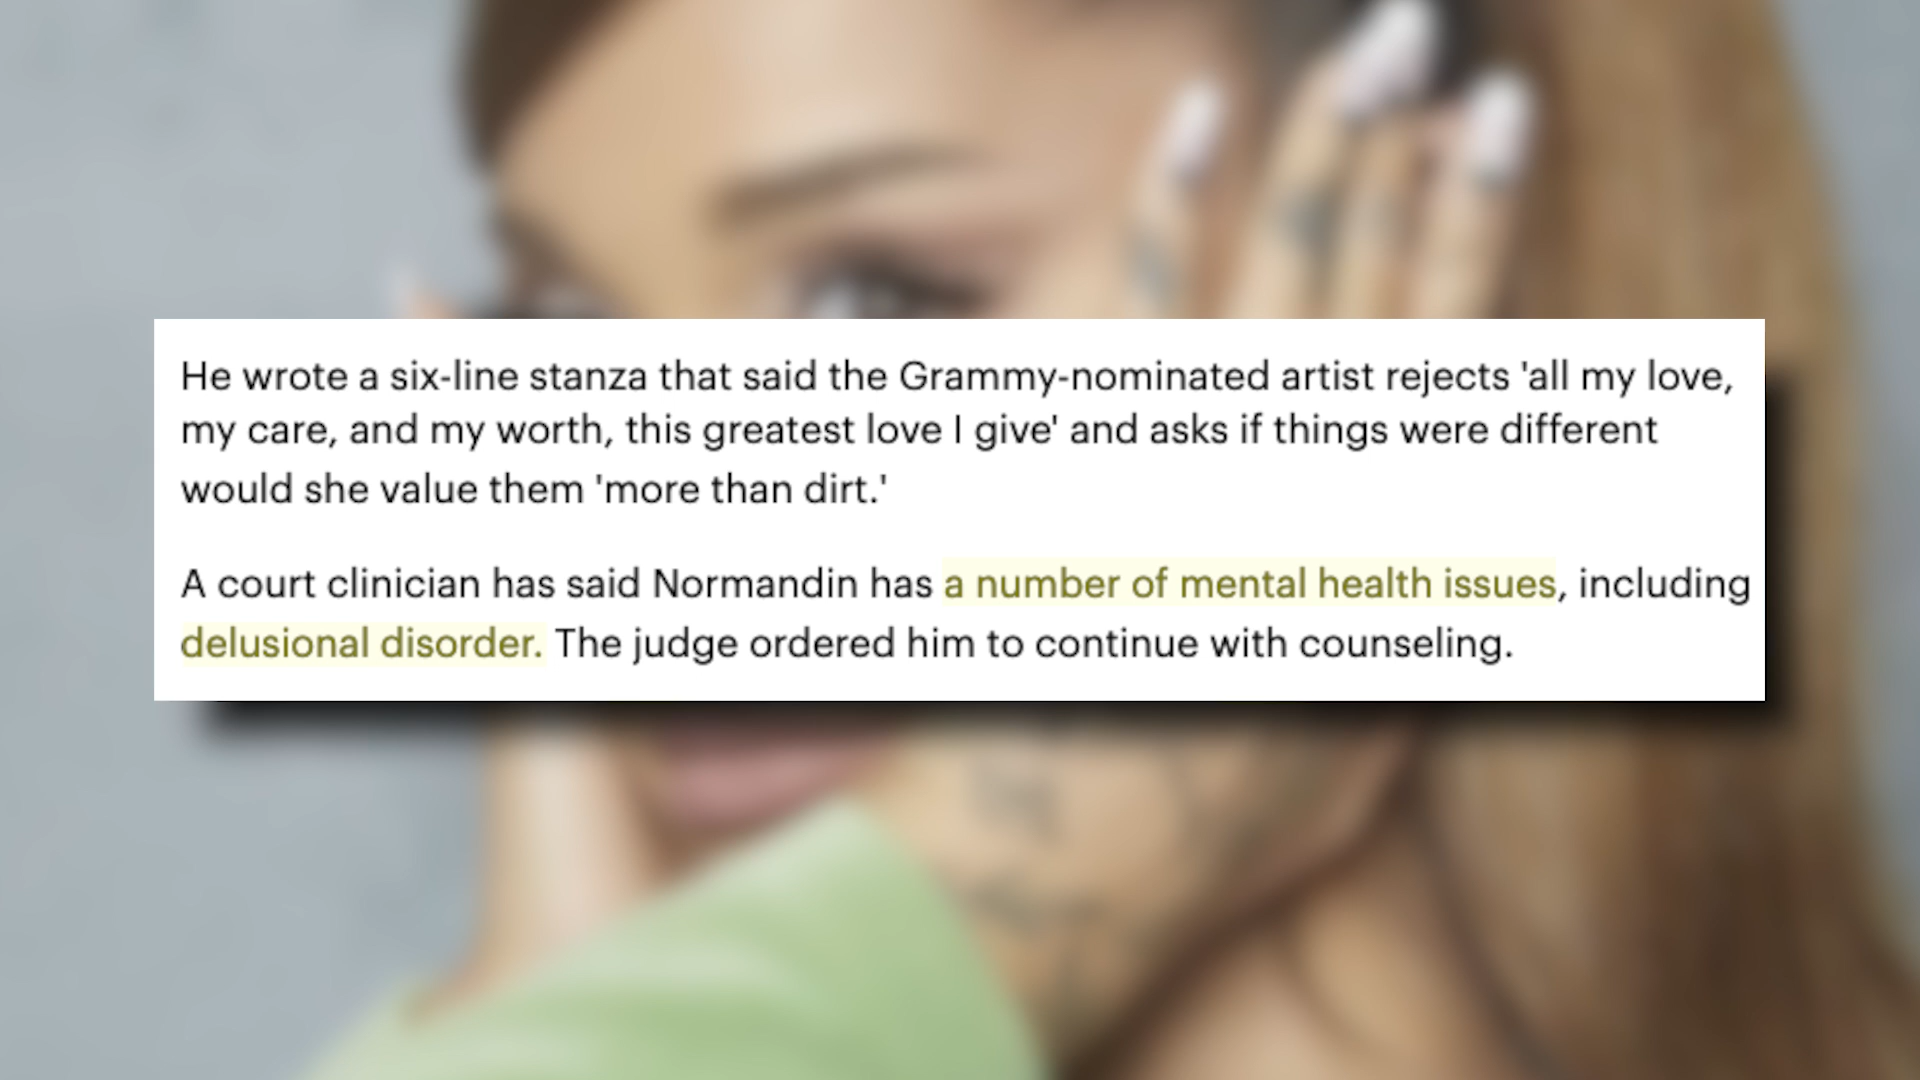 He wrote a six-line stanza that said the Grammy-nominated artist rejects 'all my love,
my care, and my worth, this greatest love I give' and asks if things were different
would she value them 'more than dirt.'
A court clinician has said Normandin has a number of mental health issues, including
delusional disorder. The judge ordered him to continue with counseling.